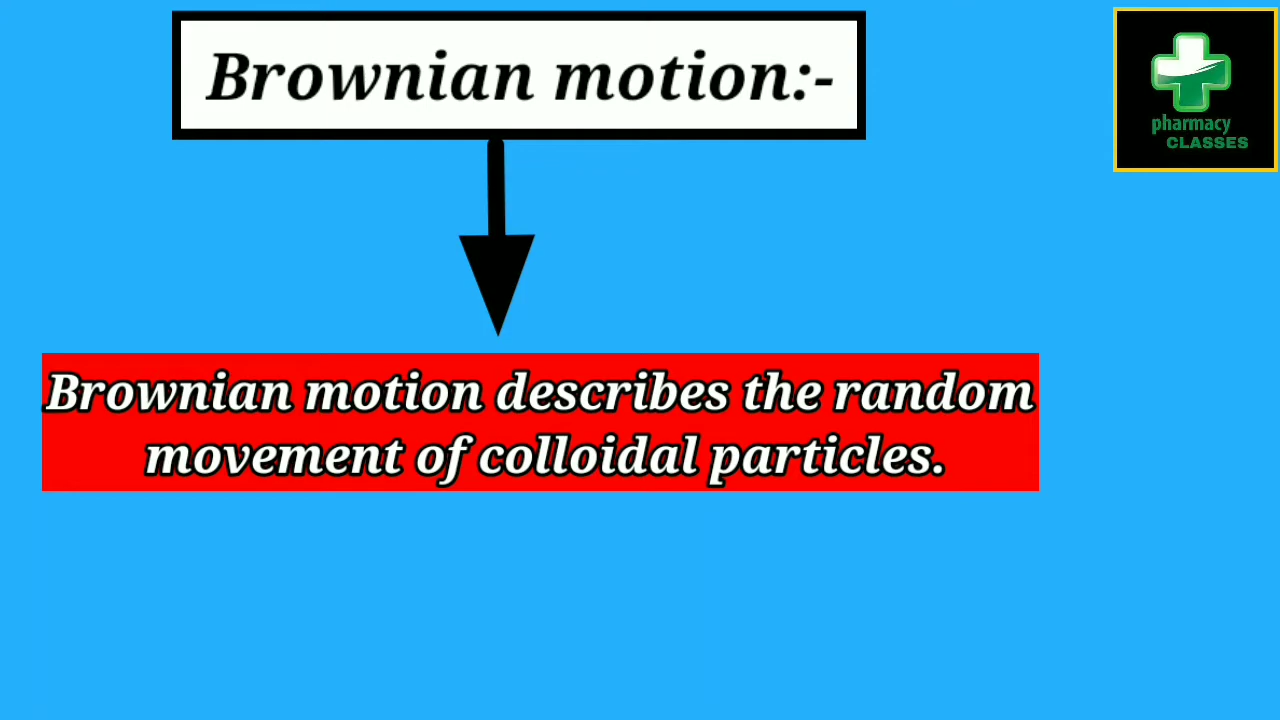 Brownian motion:-
pharmacy
CLASSES
Brownian motion describes the random
movement of colloidal particles.